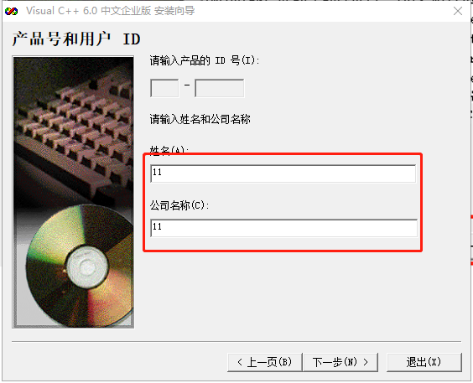 Visual C++ 6.0 中文企业版 安装向导
产品号和用户 ID
请输入产品的 ID 号(I):
-
请输入姓名和公司名称
姓名(A):
11
公司名称(C):
11
< 上一页(B)
下一步(N) >
退出(X)